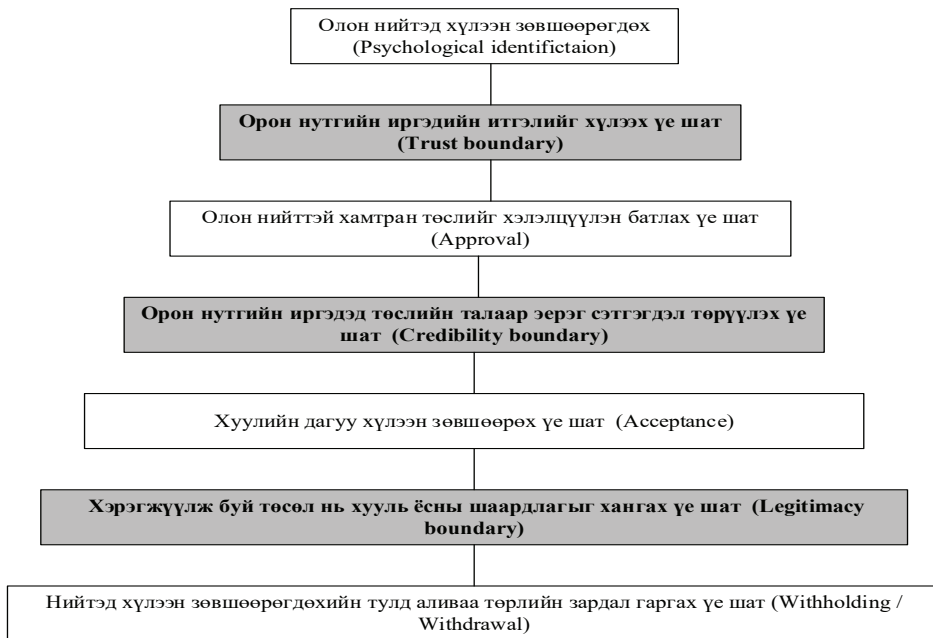 Олон нийтэд хүлээн зөвшөөрөгдөх
(Psychological identifictaion)
Орон нутгийн иргэдийн итгэлийг хүлээх үе шат
(Trust boundary)
Олон нийттэй хамтран төслийг хэлэлцүүлэн батлах үе шат
(Approval)
Орон нутгийн иргэдэд төслийн талаар эерэг сэтгэгдэл төрүүлэх үе
шат (Credibility boundary)
Хуулийн дагуу хүлээн зөвшөөрөх үе шат (Acceptance)
Хэрэгжүүлж буй төсөл нь хууль ёсны шаардлагыг хангах үе шат (Legitimacy
boundary)
Нийтэд хүлээн зөвшөөрөгдөхийн тулд аливаа төрлийн зардал гаргах үе шат (Withholding /
Withdrawal)